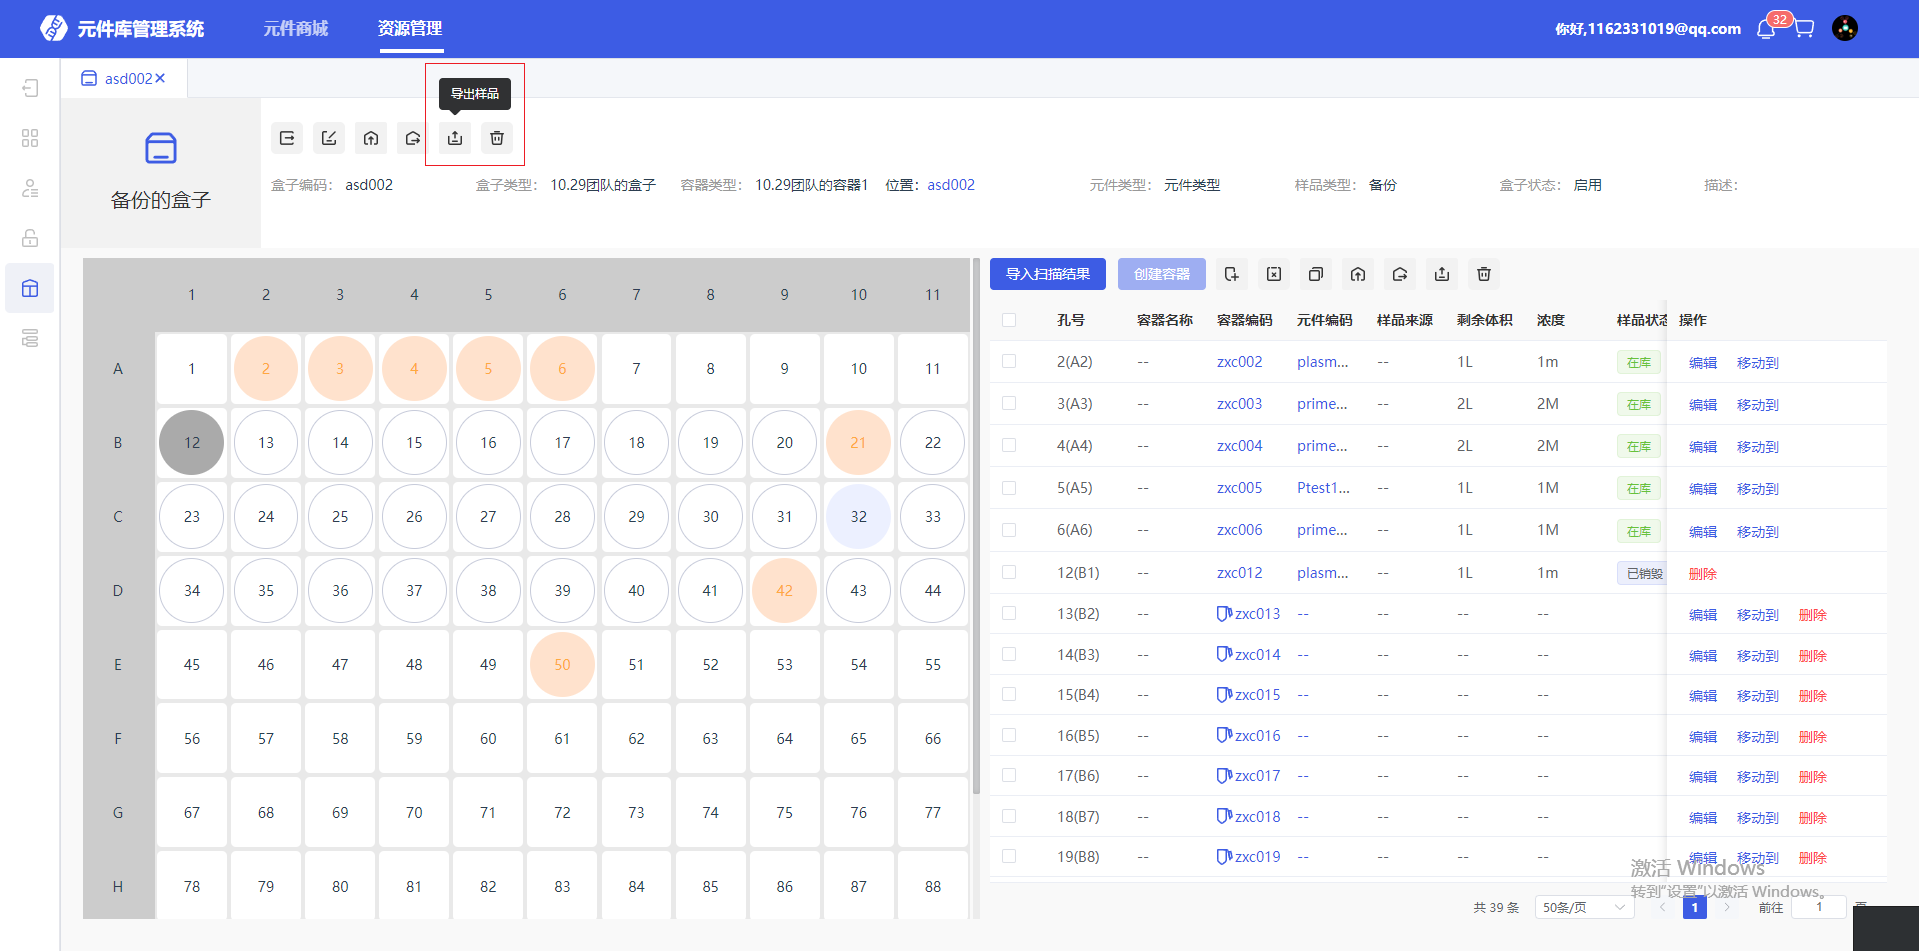 元件库管理系统 元件商城 资源管理 你好,1162331019@qq.com 32
asd002
导出样品
备份的盒子
盒子编码: asd002 盒子类型: 10.29团队的盒子 容器类型: 10.29团队的容器1 位置: asd002 元件类型: 元件类型 样品类型: 备份 盒子状态: 启用 描述:
1 2 3 4 5 6 7 8 9 10 11
A 1 2 3 4 5 6 7 8 9 10 11
B 12 13 14 15 16 17 18 19 20 21 22
C 23 24 25 26 27 28 29 30 31 32 33
D 34 35 36 37 38 39 40 41 42 43 44
E 45 46 47 48 49 50 51 52 53 54 55
F 56 57 58 59 60 61 62 63 64 65 66
G 67 68 69 70 71 72 73 74 75 76 77
H 78 79 80 81 82 83 84 85 86 87 88
导入扫描结果 创建容器
孔号 容器名称 容器编码 元件编码 样品来源 剩余体积 浓度 样品状态 操作
2(A2) -- zxc002 plasm... -- 1L 1m 在库 编辑 移动到
3(A3) -- zxc003 prime... -- 2L 2M 在库 编辑 移动到
4(A4) -- zxc004 prime... -- 2L 2M 在库 编辑 移动到
5(A5) -- zxc005 Ptest1... -- 1L 1M 在库 编辑 移动到
6(A6) -- zxc006 prime... -- 1L 1M 在库 编辑 移动到
12(B1) -- zxc012 plasm... -- 1L 1m 已销毁 删除
13(B2) -- zxc013 -- -- -- -- 编辑 移动到 删除
14(B3) -- zxc014 -- -- -- -- 编辑 移动到 删除
15(B4) -- zxc015 -- -- -- -- 编辑 移动到 删除
16(B5) -- zxc016 -- -- -- -- 编辑 移动到 删除
17(B6) -- zxc017 -- -- -- -- 编辑 移动到 删除
18(B7) -- zxc018 -- -- -- -- 编辑 移动到 删除
19(B8) -- zxc019 -- -- -- -- 编辑 移动到 删除
激活 Windows
转到"设置"以激活 Windows。
共 39 条 50条/页 1 前往 1